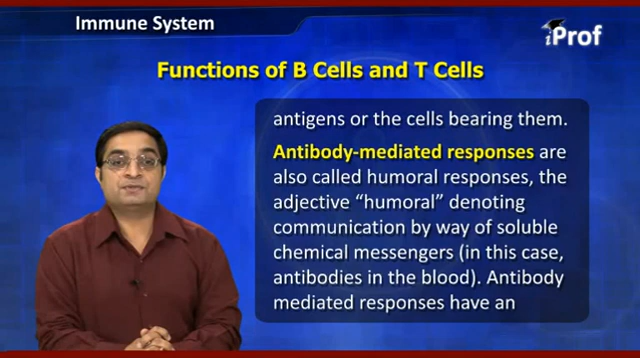 Immune System
iProf
Functions of B Cells and T Cells
antigens or the cells bearing them.
Antibody-mediated responses are
also called humoral responses, the
adjective “humoral” denoting
communication by way of soluble
chemical messengers (in this case,
antibodies in the blood). Antibody
mediated responses have an